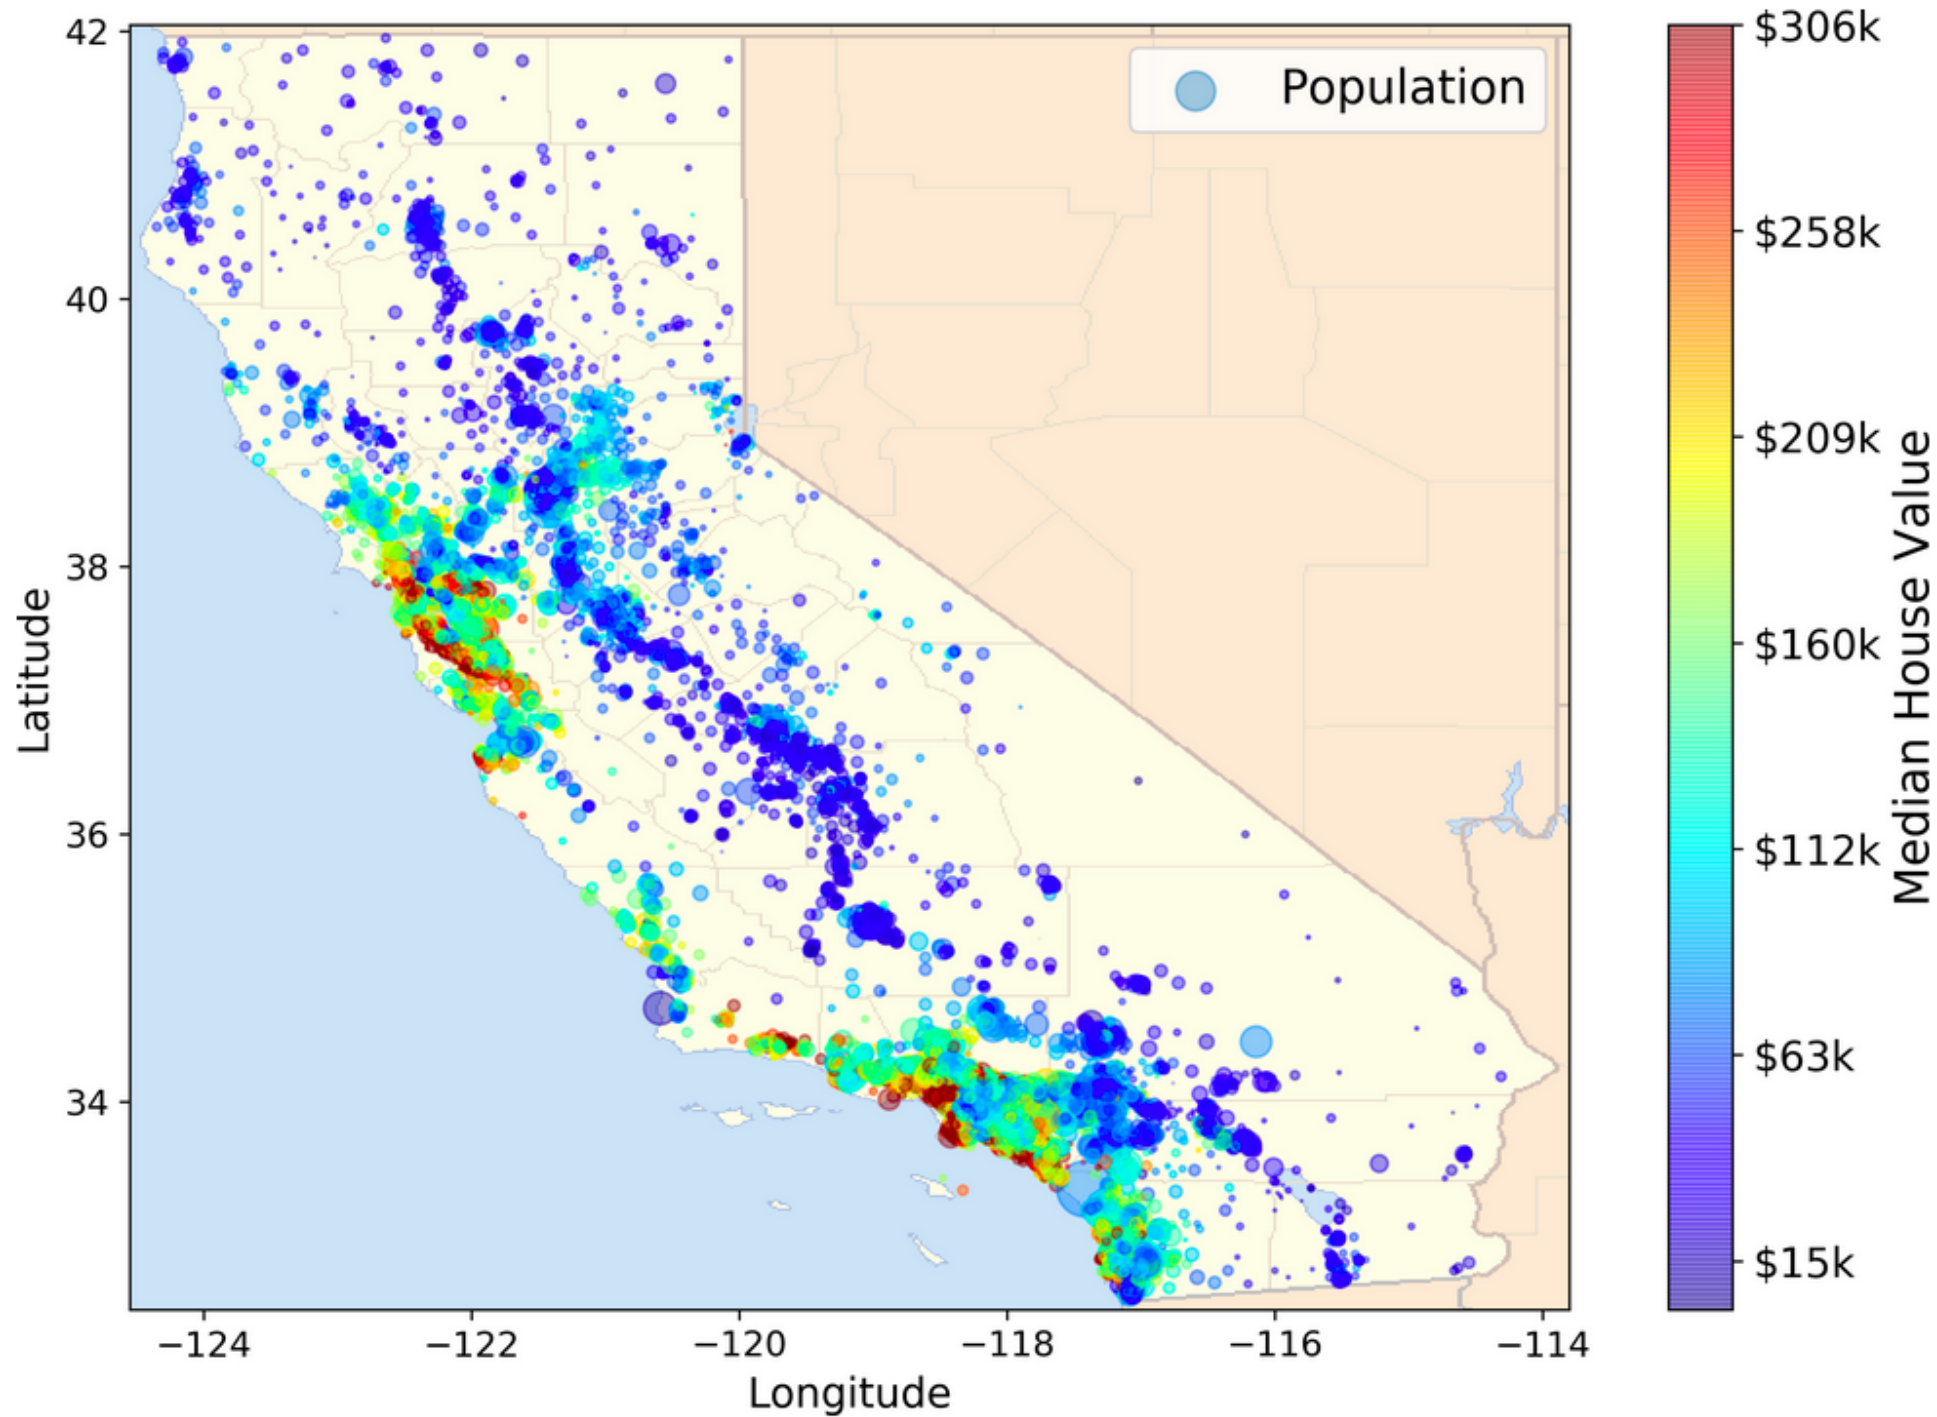 Population
42
40
38
36
34
Latitude
−124
−122
−120
−118
−116
−114
Longitude
$306k
$258k
$209k
$160k
$112k
$63k
$15k
Median House Value